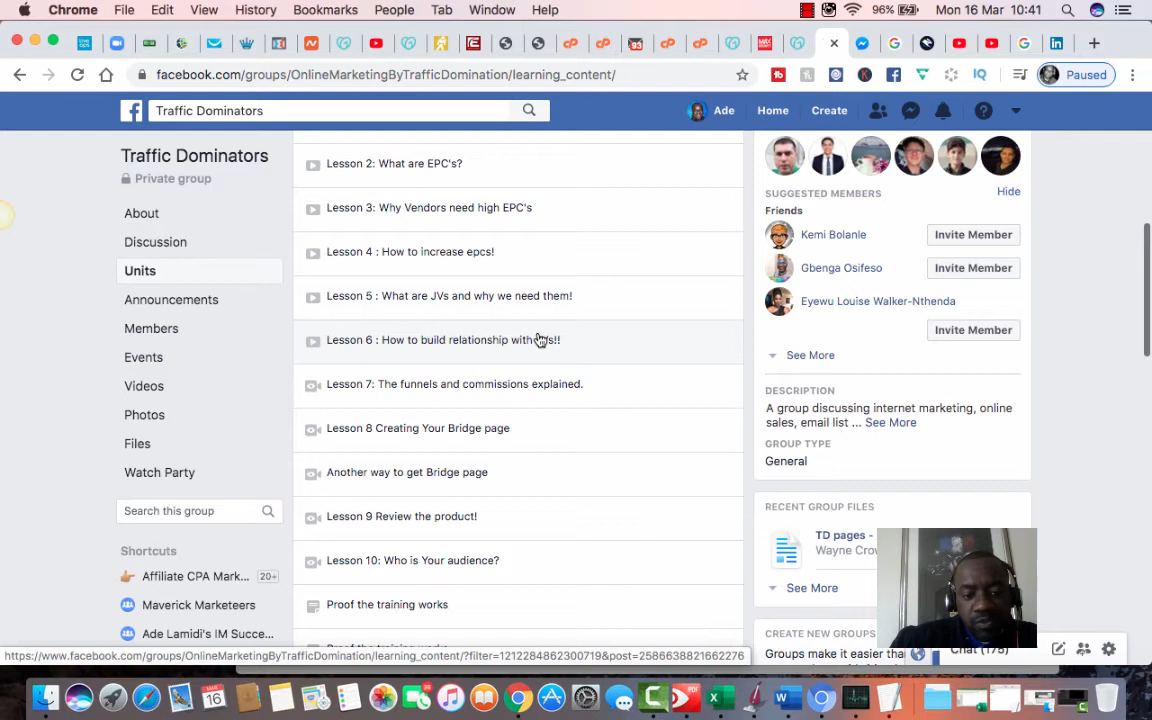 Chrome File Edit View History Bookmarks People Tab Window Help 96% Mon 16 Mar 10:41
facebook.com/groups/OnlineMarketingByTrafficDomination/learning_content/ Paused
Traffic Dominators Ade Home Create
Traffic Dominators
Private group
About
Discussion
Units
Announcements
Members
Events
Videos
Photos
Files
Watch Party
Search this group
Shortcuts
Affiliate CPA Mark... 20+
Maverick Marketeers
Ade Lamidi's IM Succe...
Lesson 2: What are EPC's?
Lesson 3: Why Vendors need high EPC's
Lesson 4 : How to increase epcs!
Lesson 5 : What are JVs and why we need them!
Lesson 6 : How to build relationship with
Lesson 7: The funnels and commissions explained.
Lesson 8 Creating Your Bridge page
Another way to get Bridge page
Lesson 9 Review the product!
Lesson 10: Who is Your audience?
Proof the training works
SUGGESTED MEMBERS Hide
Friends
Kemi Bolanle Invite Member
Gbenga Osifeso Invite Member
Eyewu Louise Walker-Nthenda
Invite Member
See More
DESCRIPTION
A group discussing internet marketing, online
sales, email list ... See More
GROUP TYPE
General
RECENT GROUP FILES
TD pages -
Wayne
See More
CREATE NEW GROUPS
Groups make it easier
Chat (175)
https://www.facebook.com/groups/OnlineMarketingByTrafficDomination/learning_content/?filter=1212284862300719&post=2586638821662276